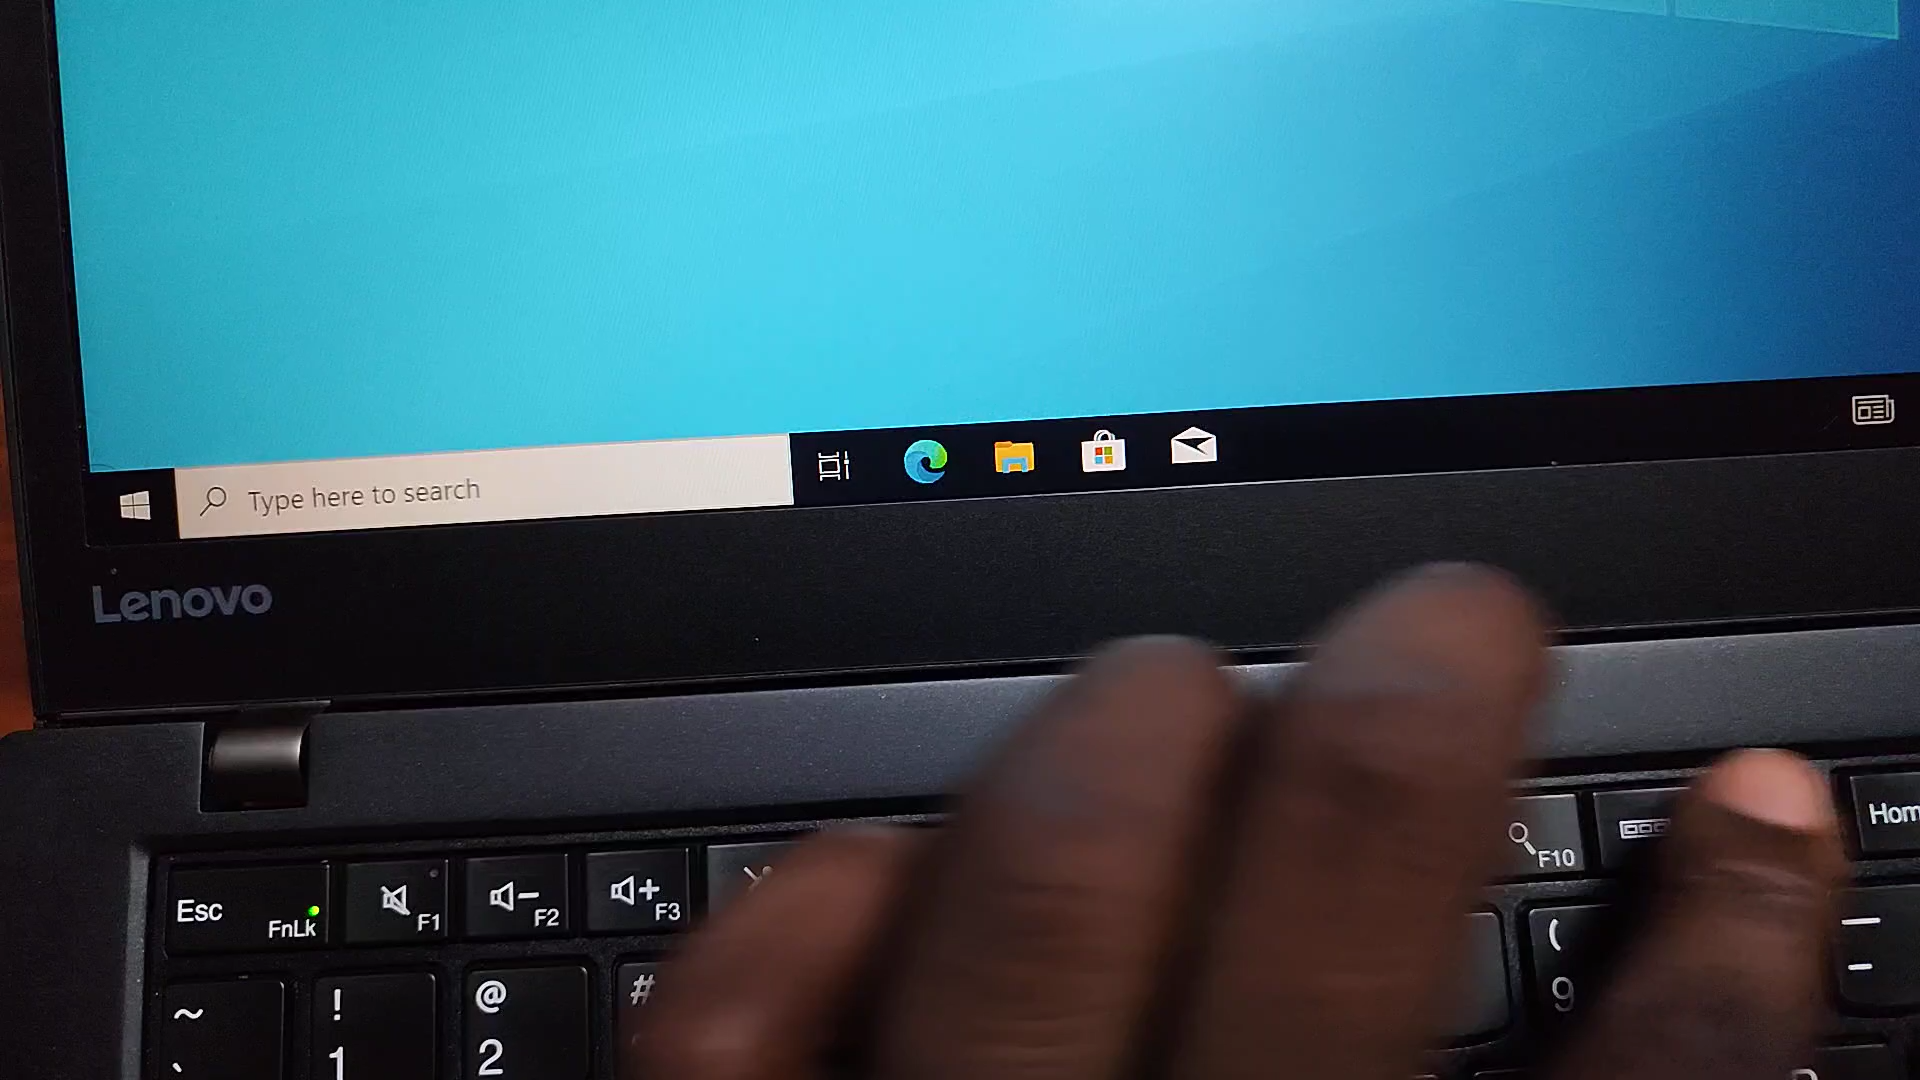 Type here to search
Lenovo
Esc
FnLk
F1
F2
F3
F10
Hom
~
`
!
1
@
2
#
(
9